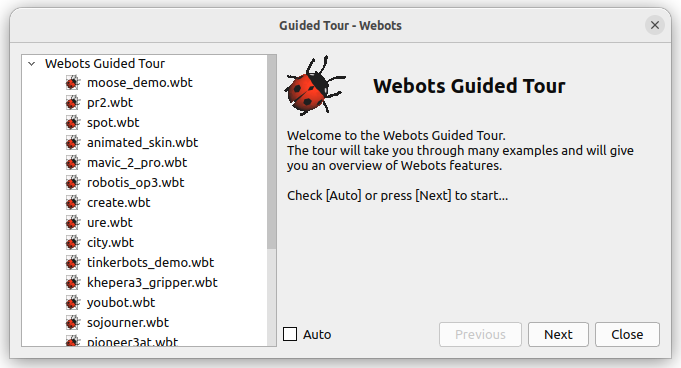 Guided Tour - Webots
Webots Guided Tour
moose_demo.wbt
pr2.wbt
spot.wbt
animated_skin.wbt
mavic_2_pro.wbt
robotis_op3.wbt
create.wbt
ure.wbt
city.wbt
tinkerbots_demo.wbt
khepera3_gripper.wbt
youbot.wbt
sojourner.wbt
pioneer3at.wbt
Webots Guided Tour
Welcome to the Webots Guided Tour.
The tour will take you through many examples and will give
you an overview of Webots features.
Check [Auto] or press [Next] to start...
Auto
Previous
Next
Close